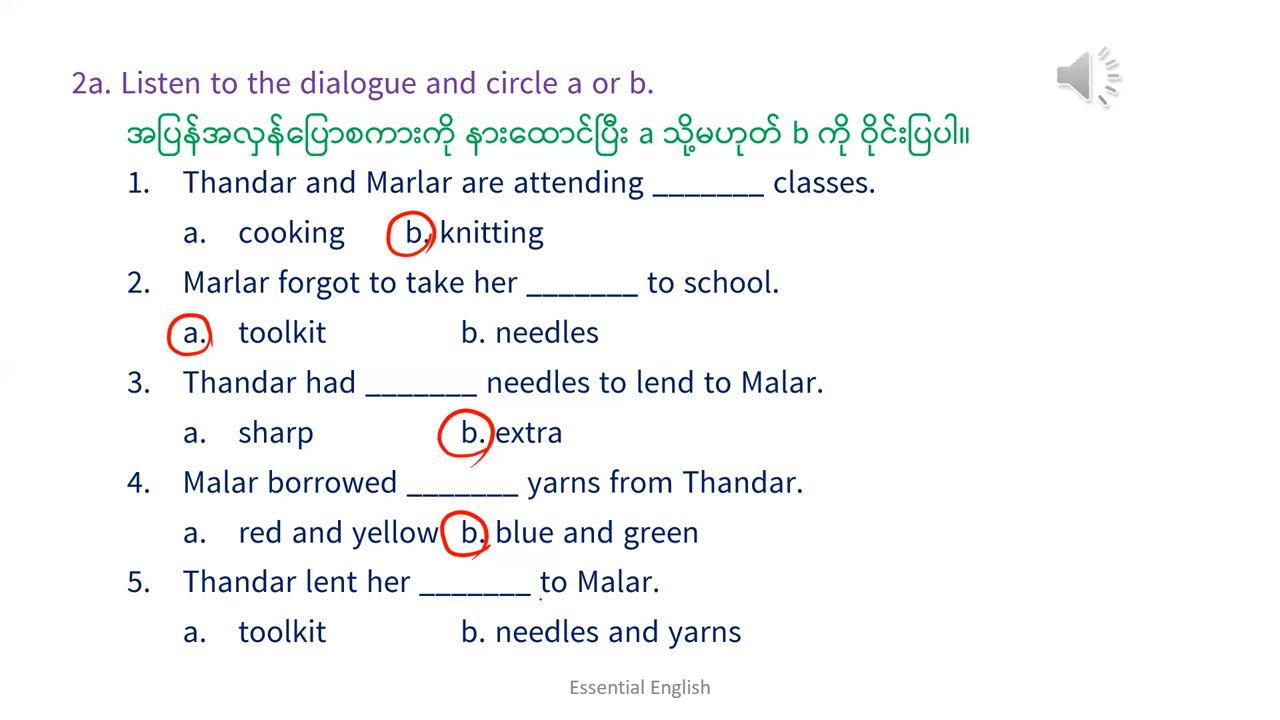 2a. Listen to the dialogue and circle a or b.
အပြန်အလှန်ပြောစကားကို နားထောင်ပြီး a သို့မဟုတ် b ကို ဝိုင်းပြပါ။
1. Thandar and Marlar are attending _______ classes.
a. cooking b. knitting
2. Marlar forgot to take her _______ to school.
a. toolkit b. needles
3. Thandar had _______ needles to lend to Malar.
a. sharp b. extra
4. Malar borrowed _______ yarns from Thandar.
a. red and yellow b. blue and green
5. Thandar lent her _______ to Malar.
a. toolkit b. needles and yarns
Essential English